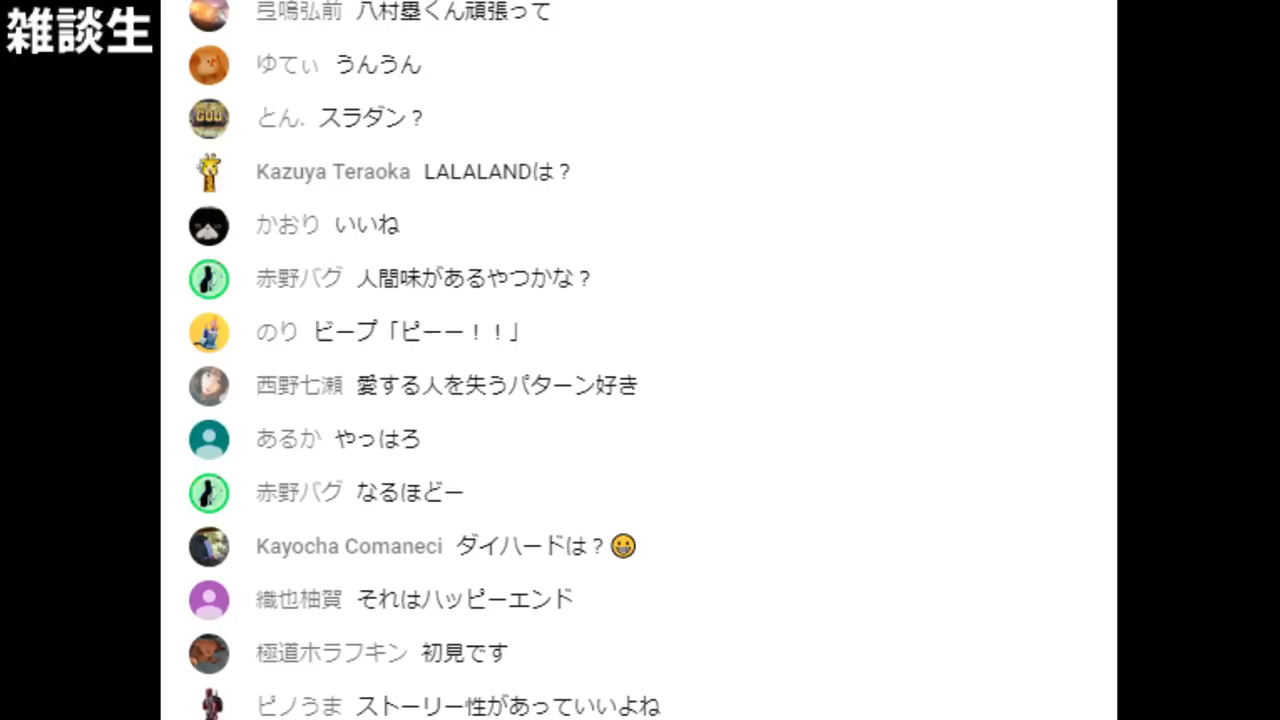 雑談生
弖鳴弘前 八村塁くん頑張って
ゆてぃ うんうん
とん. スラダン？
Kazuya Teraoka LALALANDは？
かおり いいね
赤野バグ 人間味があるやつかな？
のり ビープ「ピーー！！」
西野七瀬 愛する人を失うパターン好き
あるか やっはろ
赤野バグ なるほどー
Kayocha Comaneci ダイハードは？😀
織也柚賀 それはハッピーエンド
極道ホラフキン 初見です
ピノうま ストーリー性があっていいよね